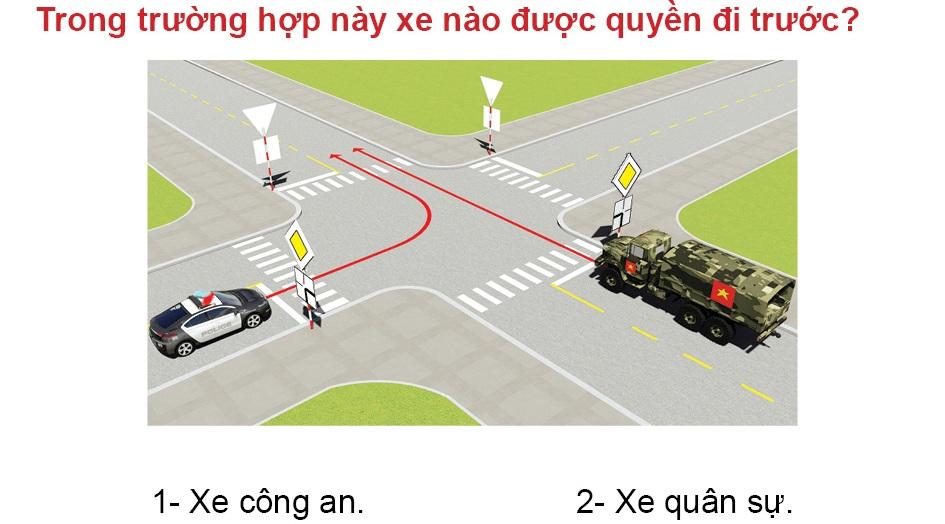 Trong trường hợp này xe nào được quyền đi trước?
POLICE
1- Xe công an.
2- Xe quân sự.